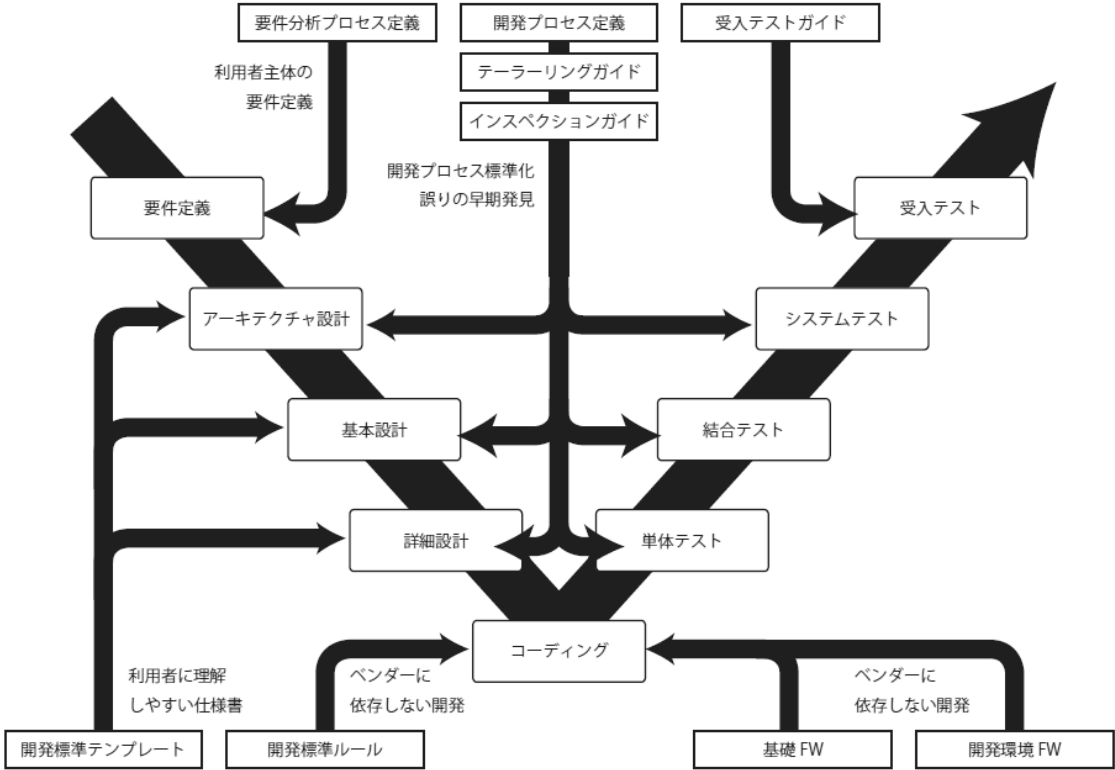 要件分析プロセス定義
開発プロセス定義
受入テストガイド
利用者主体の
要件定義
テーラーリングガイド
インスペクションガイド
開発プロセス標準化
誤りの早期発見
要件定義
受入テスト
アーキテクチャ設計
システムテスト
基本設計
結合テスト
詳細設計
単体テスト
コーディング
利用者に理解
しやすい仕様書
ベンダーに
依存しない開発
ベンダーに
依存しない開発
開発標準テンプレート
開発標準ルール
基礎 FW
開発環境 FW